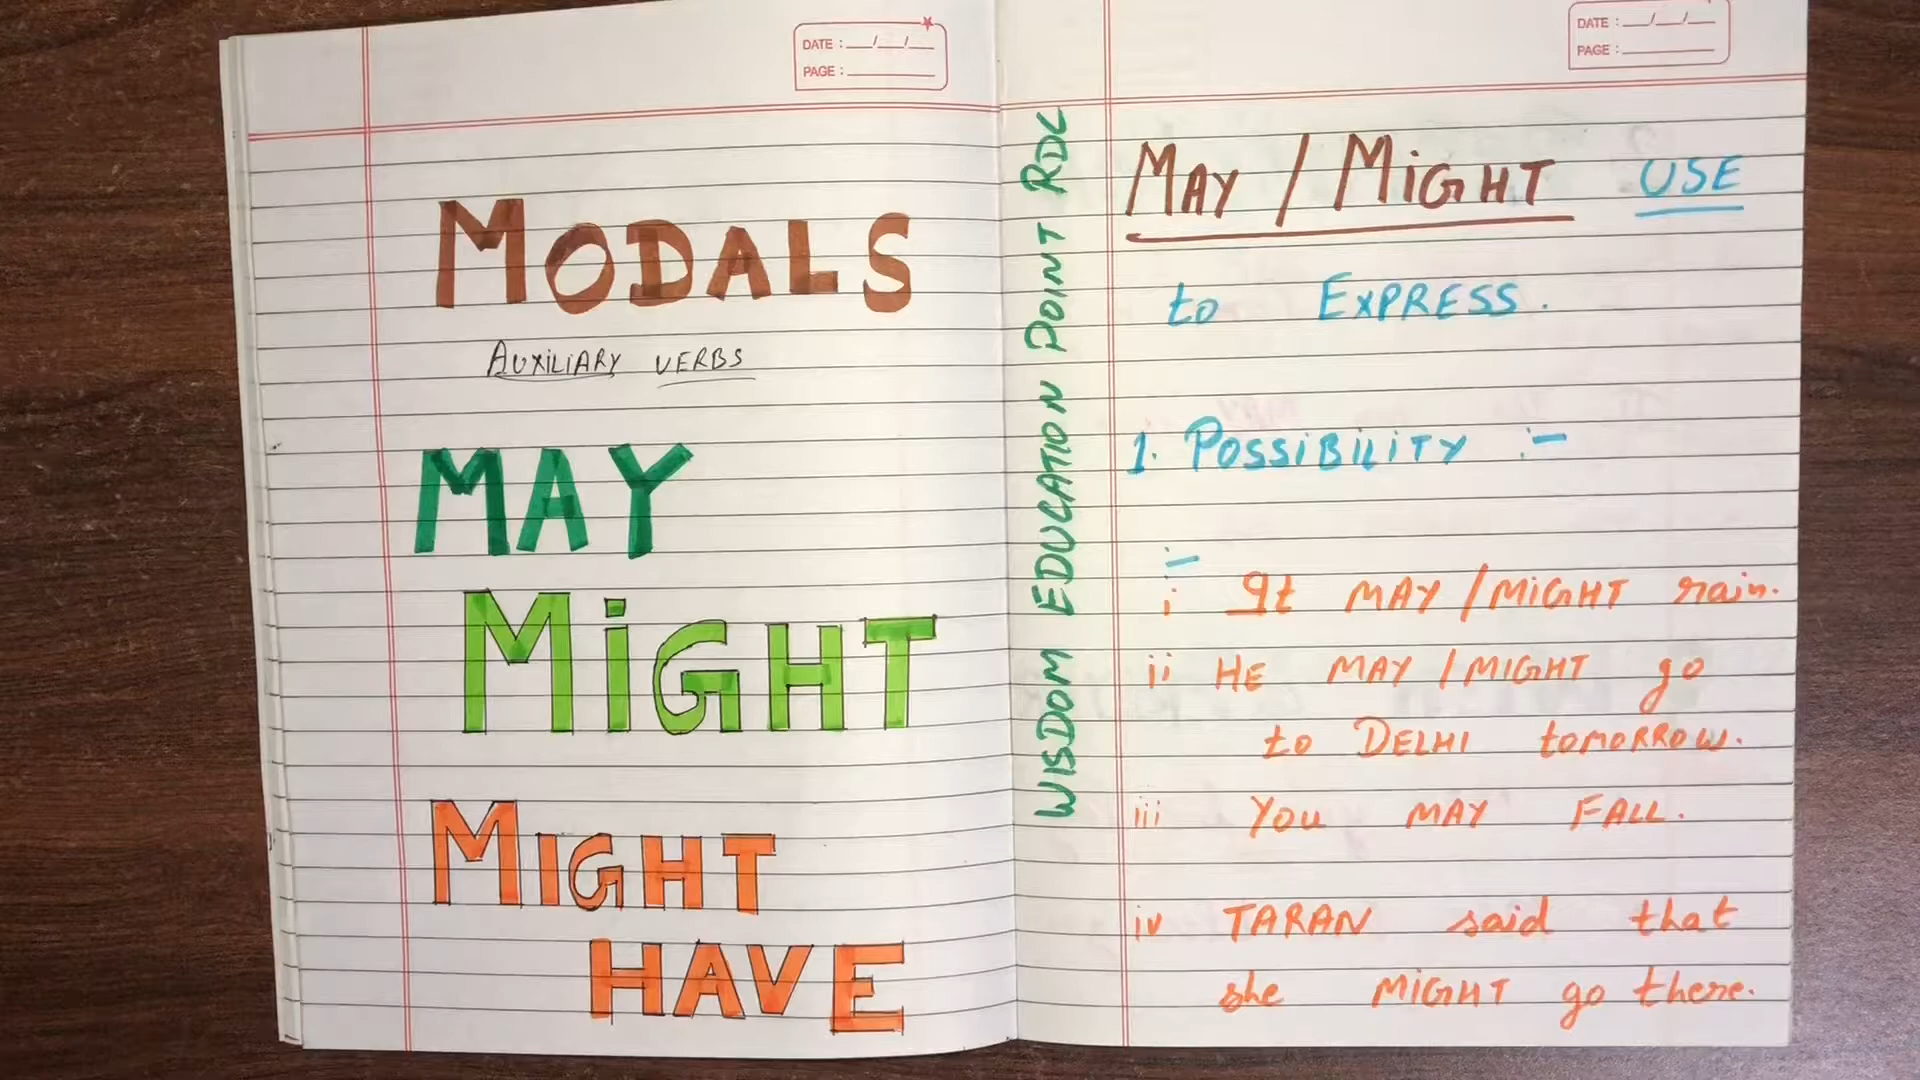 DATE : __/__/__
PAGE : ________
MODALS
AUXILIARY VERBS
MAY
MiGHT
MIGHT
HAVE
WISDOM EDUCATION POINT RDC
DATE : __/__/__
PAGE : ________
MAY / MiGHT USE
to EXPRESS.
1. POSSIBILITY :-
i It MAY /MiGHT rain.
ii HE MAY /MIGHT go
to DELHI tomorrow.
iii You MAY FALL.
iv TARAN said that
she MIGHT go there.